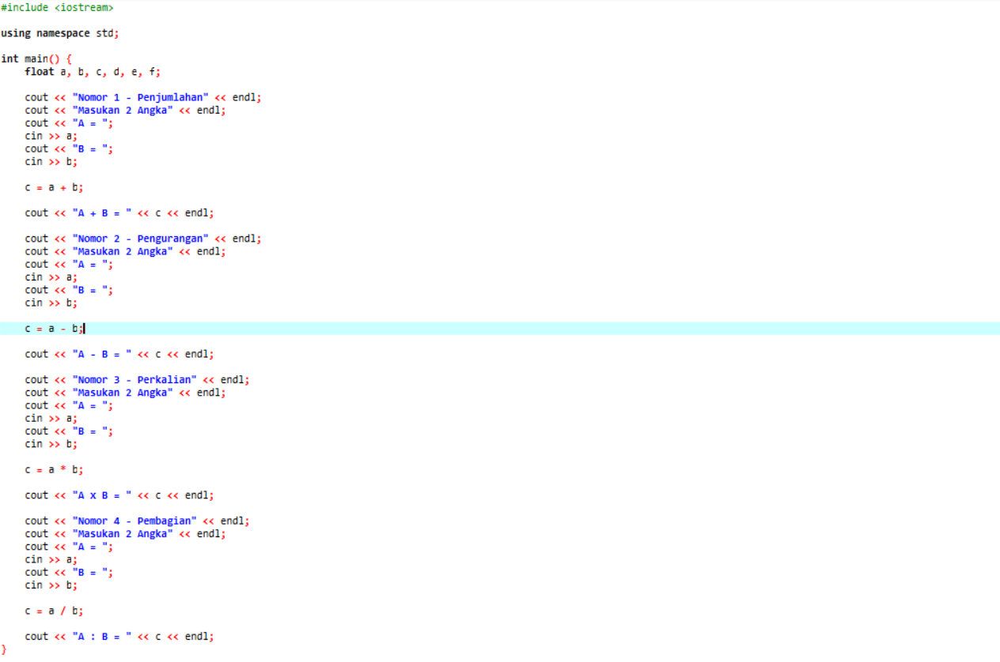 #include <iostream>
using namespace std;
int main() {
float a, b, c, d, e, f;
cout << "Nomor 1 - Penjumlahan" << endl;
cout << "Masukan 2 Angka" << endl;
cout << "A = ";
cin >> a;
cout << "B = ";
cin >> b;
c = a + b;
cout << "A + B = " << c << endl;
cout << "Nomor 2 - Pengurangan" << endl;
cout << "Masukan 2 Angka" << endl;
cout << "A = ";
cin >> a;
cout << "B = ";
cin >> b;
c = a - b;
cout << "A - B = " << c << endl;
cout << "Nomor 3 - Perkalian" << endl;
cout << "Masukan 2 Angka" << endl;
cout << "A = ";
cin >> a;
cout << "B = ";
cin >> b;
c = a * b;
cout << "A x B = " << c << endl;
cout << "Nomor 4 - Pembagian" << endl;
cout << "Masukan 2 Angka" << endl;
cout << "A = ";
cin >> a;
cout << "B = ";
cin >> b;
c = a / b;
cout << "A : B = " << c << endl;
}